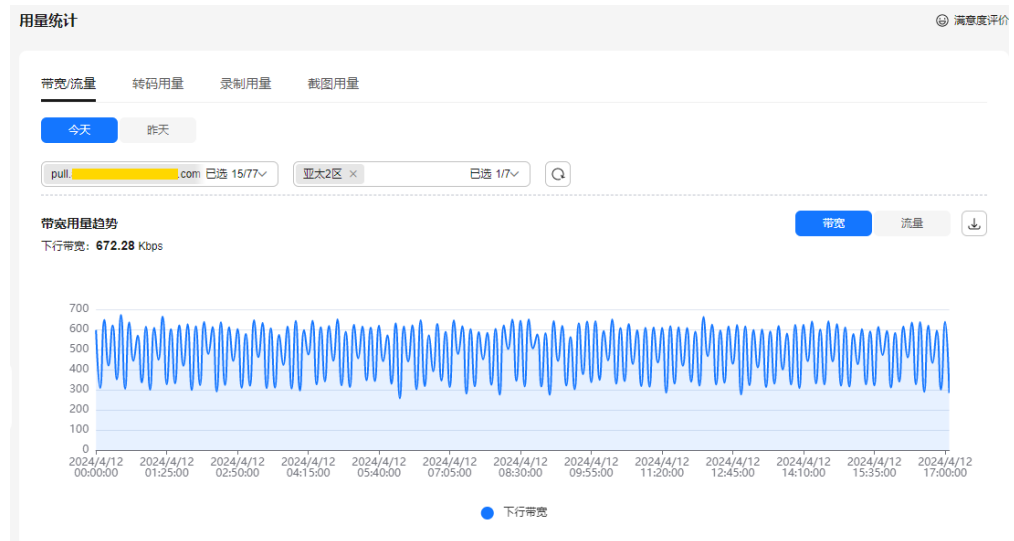 用量统计
满意度评价
带宽/流量 转码用量 录制用量 截图用量
今天 昨天
pull. .com 已选 15/77 亚太2区 × 已选 1/7
带宽用量趋势
带宽 流量
下行带宽：672.28 Kbps
700
600
500
400
300
200
100
0
2024/4/12 2024/4/12 2024/4/12 2024/4/12 2024/4/12 2024/4/12 2024/4/12 2024/4/12 2024/4/12 2024/4/12 2024/4/12 2024/4/12 2024/4/12
00:00:00 01:25:00 02:50:00 04:15:00 05:40:00 07:05:00 08:30:00 09:55:00 11:20:00 12:45:00 14:10:00 15:35:00 17:00:00
下行带宽